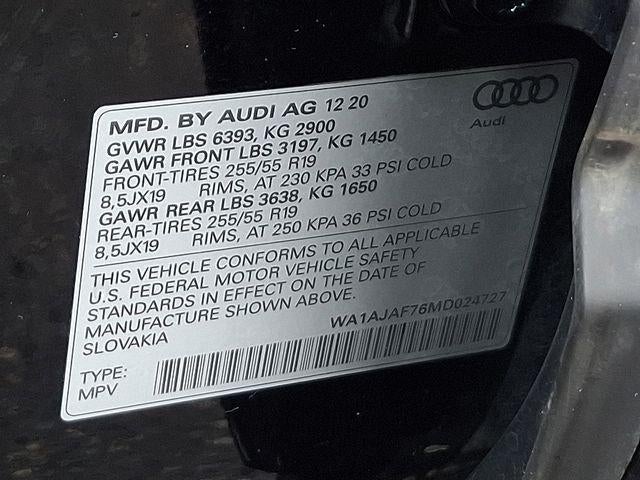 MFD. BY AUDI AG 12 20
GVWR LBS 6393, KG 2900
GAWR FRONT LBS 3197, KG 1450
FRONT-TIRES 255/55 R19
8,5JX19 RIMS, AT 230 KPA 33 PSI COLD
GAWR REAR LBS 3638, KG 1650
REAR-TIRES 255/55 R19
8,5JX19 RIMS, AT 250 KPA 36 PSI COLD
Audi
THIS VEHICLE CONFORMS TO ALL APPLICABLE
U.S. FEDERAL MOTOR VEHICLE SAFETY
STANDARDS IN EFFECT ON THE DATE OF
MANUFACTURE SHOWN ABOVE.
SLOVAKIA
WA1AJAF76MD024727
TYPE:
MPV